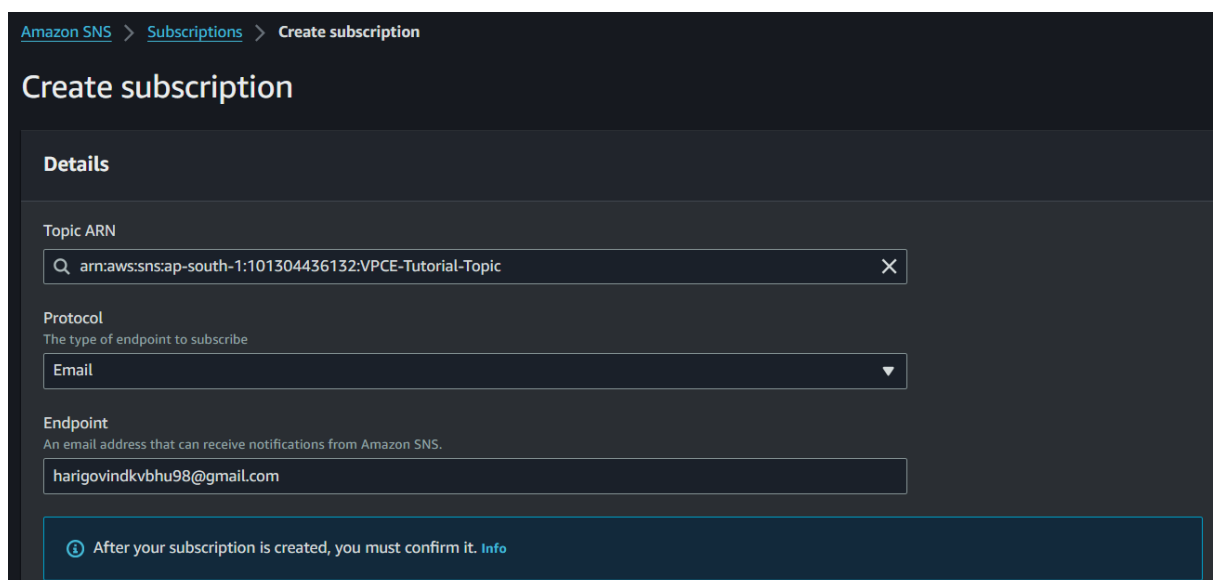 Amazon SNS > Subscriptions > Create subscription
Create subscription
Details
Topic ARN
arn:aws:sns:ap-south-1:101304436132:VPCE-Tutorial-Topic
Protocol
The type of endpoint to subscribe
Email
Endpoint
An email address that can receive notifications from Amazon SNS.
harigovindkvbhu98@gmail.com
After your subscription is created, you must confirm it. Info